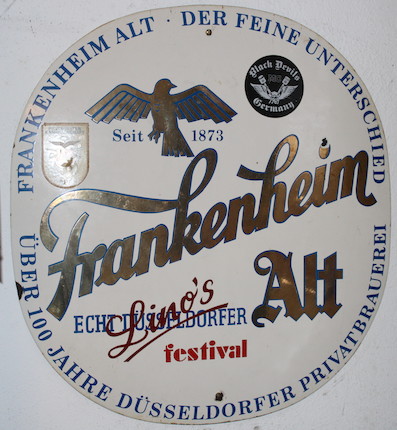 FRANKENHEIM ALT · DER FEINE UNTERSCHIED
Black Devils
MC
Germany
Seit 1873
Frankenheim
Alt
ECHT DÜSSELDORFER
Lino's
festival
ÜBER 100 JAHRE DÜSSELDORFER PRIVATBRAUEREI